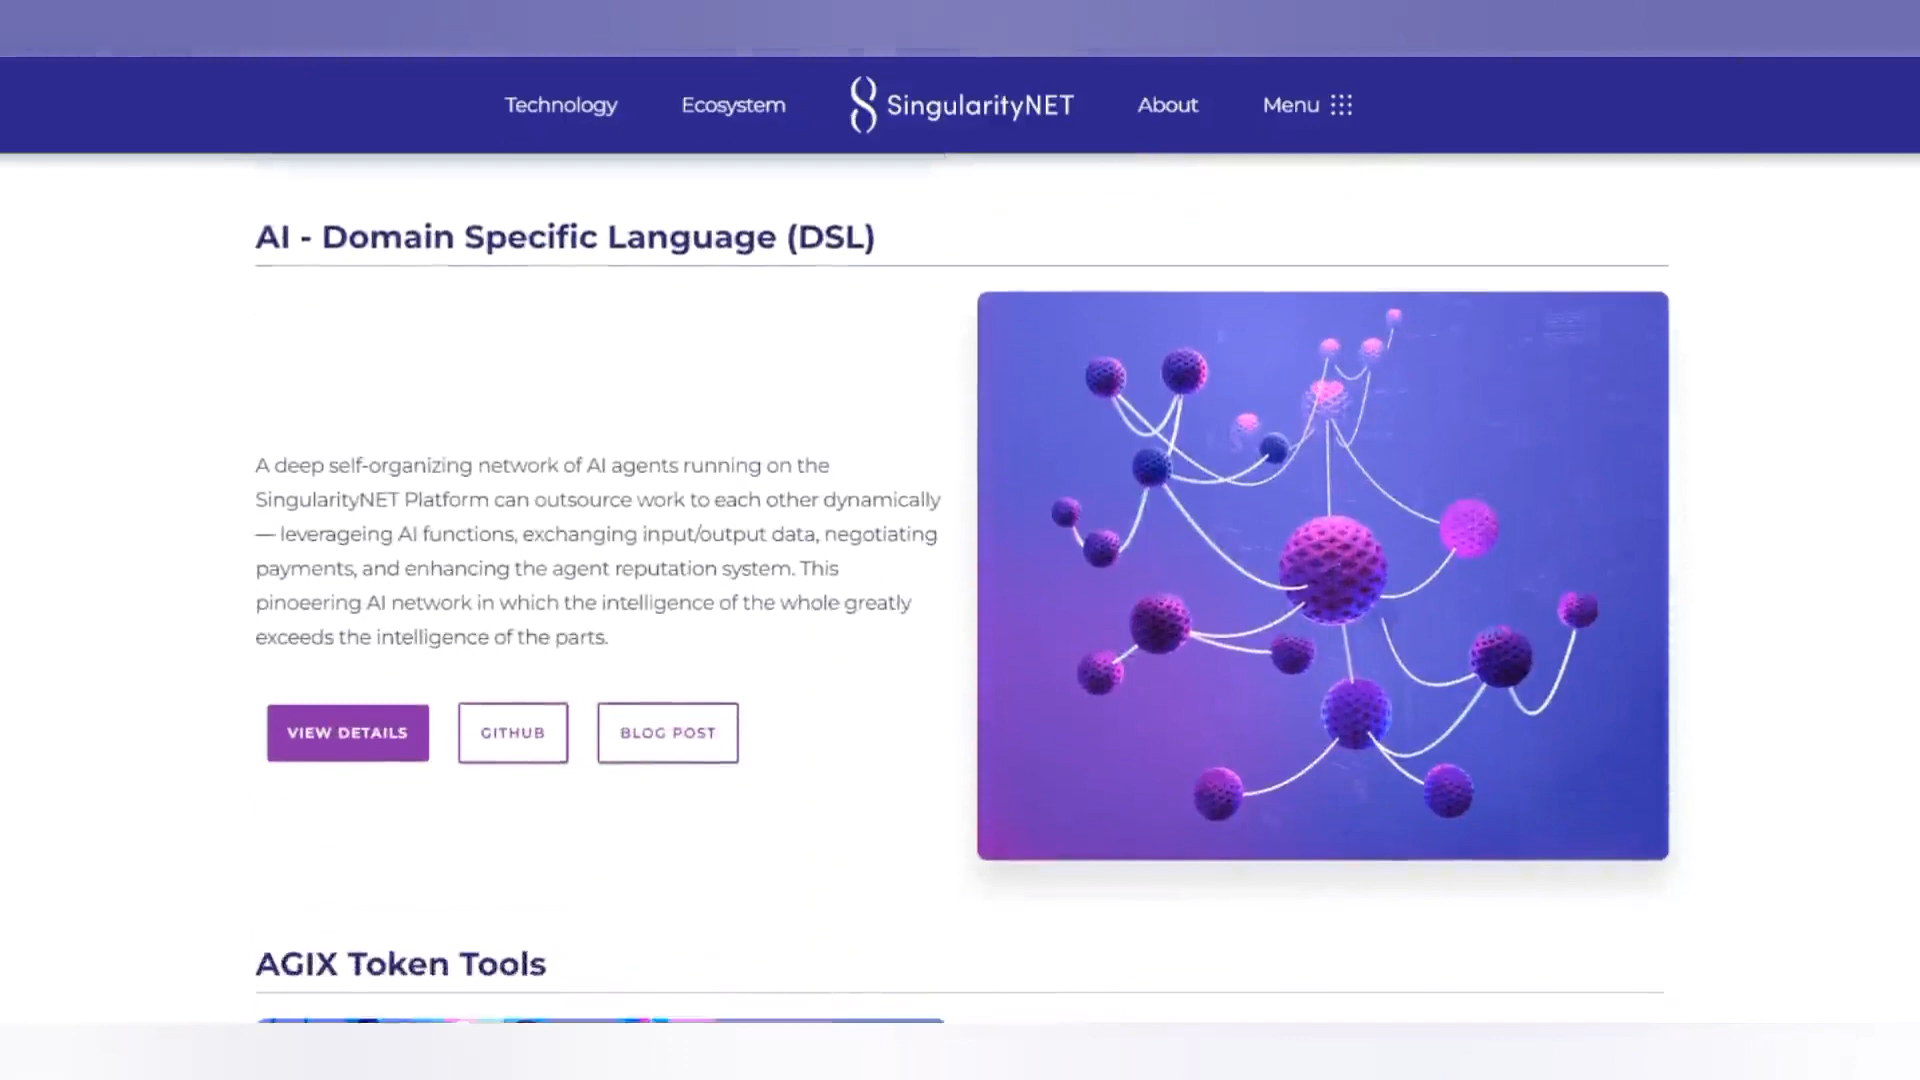 Technology Ecosystem SingularityNET About Menu
AI - Domain Specific Language (DSL)
A deep self-organizing network of AI agents running on the
SingularityNET Platform can outsource work to each other dynamically
— leverageing AI functions, exchanging input/output data, negotiating
payments, and enhancing the agent reputation system. This
pinoeering AI network in which the intelligence of the whole greatly
exceeds the intelligence of the parts.
VIEW DETAILS GITHUB BLOG POST
AGIX Token Tools